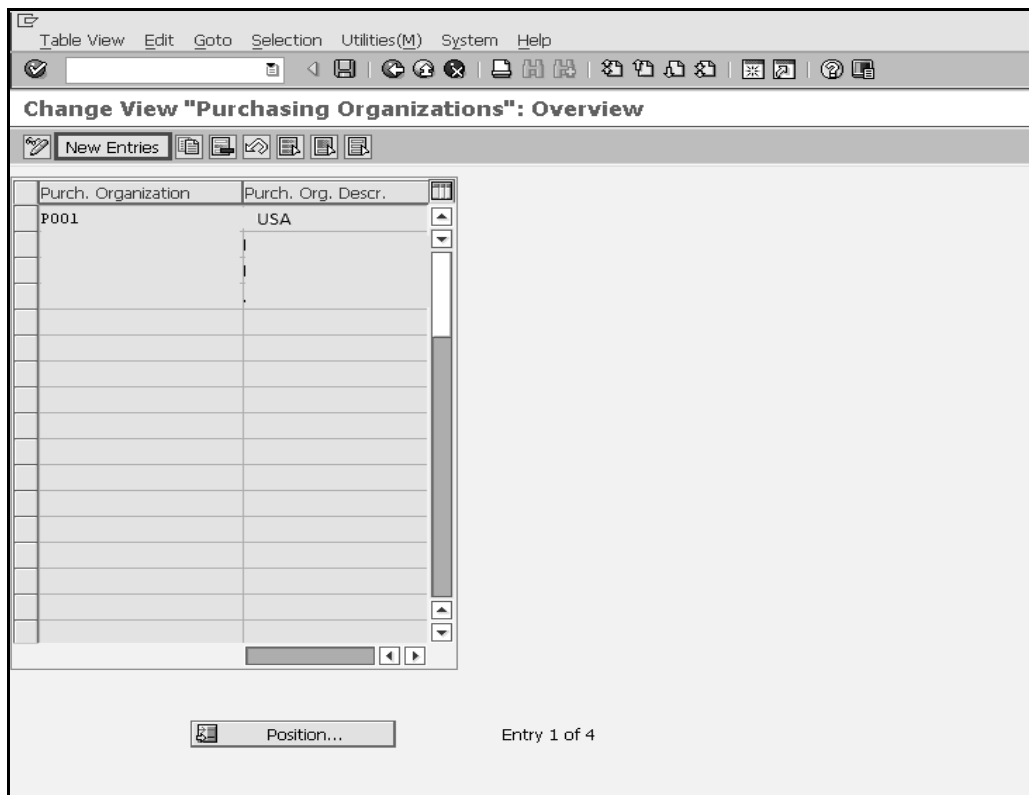 Table View Edit Goto Selection Utilities(M) System Help
Change View "Purchasing Organizations": Overview
New Entries
Purch. Organization Purch. Org. Descr.
P001 USA
Position... Entry 1 of 4